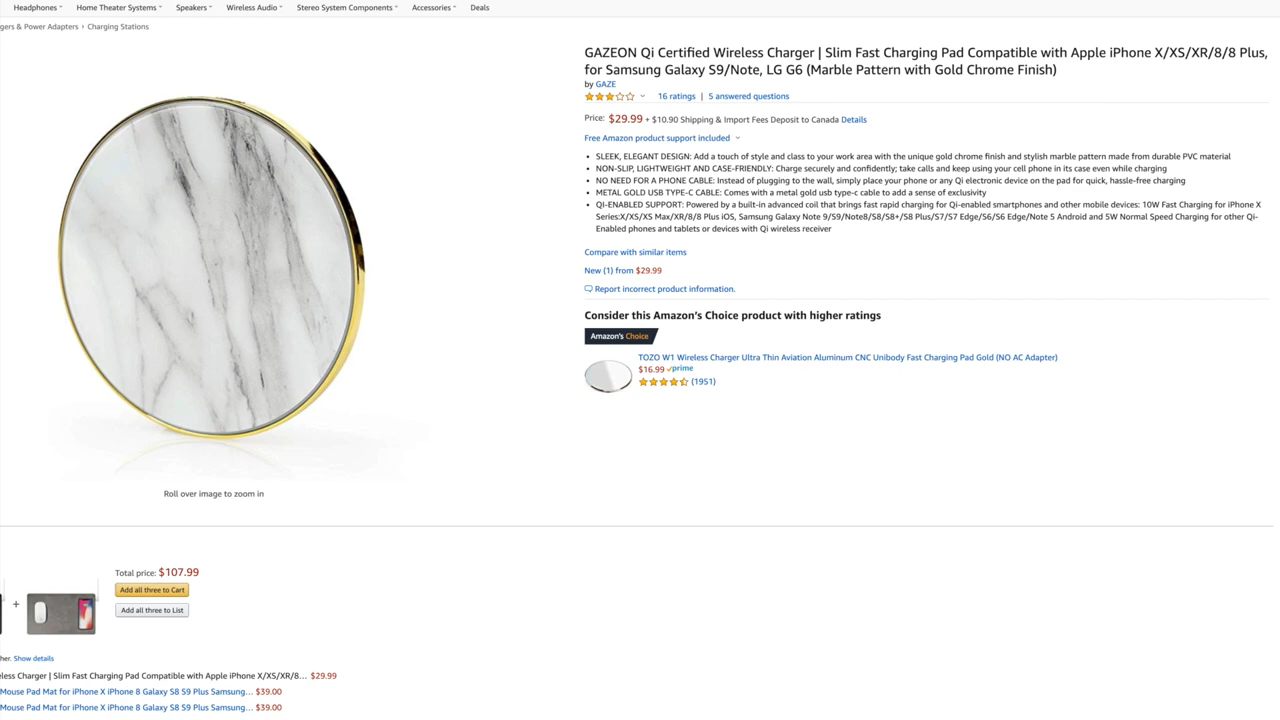 Headphones Home Theater Systems Speakers Wireless Audio Stereo System Components Accessories Deals
gers & Power Adapters › Charging Stations
GAZEON Qi Certified Wireless Charger | Slim Fast Charging Pad Compatible with Apple iPhone X/XS/XR/8/8 Plus,
for Samsung Galaxy S9/Note, LG G6 (Marble Pattern with Gold Chrome Finish)
by GAZE
16 ratings | 5 answered questions
Price: $29.99 + $10.90 Shipping & Import Fees Deposit to Canada Details
Free Amazon product support included
• SLEEK, ELEGANT DESIGN: Add a touch of style and class to your work area with the unique gold chrome finish and stylish marble pattern made from durable PVC material
• NON-SLIP, LIGHTWEIGHT AND CASE-FRIENDLY: Charge securely and confidently; take calls and keep using your cell phone in its case even while charging
• NO NEED FOR A PHONE CABLE: Instead of plugging to the wall, simply place your phone or any Qi electronic device on the pad for quick, hassle-free charging
• METAL GOLD USB TYPE-C CABLE: Comes with a metal gold usb type-c cable to add a sense of exclusivity
• QI-ENABLED SUPPORT: Powered by a built-in advanced coil that brings fast rapid charging for Qi-enabled smartphones and other mobile devices: 10W Fast Charging for iPhone X
Series:X/XS/XS Max/XR/8/8 Plus iOS, Samsung Galaxy Note 9/S9/Note8/S8/S8+/S8 Plus/S7/S7 Edge/S6/S6 Edge/Note 5 Android and 5W Normal Speed Charging for other Qi-
Enabled phones and tablets or devices with Qi wireless receiver
Compare with similar items
New (1) from $29.99
Report incorrect product information.
Consider this Amazon's Choice product with higher ratings
Amazon's Choice
TOZO W1 Wireless Charger Ultra Thin Aviation Aluminum CNC Unibody Fast Charging Pad Gold (NO AC Adapter)
$16.99 prime
(1951)
Roll over image to zoom in
Total price: $107.99
Add all three to Cart
+
Add all three to List
her. Show details
eless Charger | Slim Fast Charging Pad Compatible with Apple iPhone X/XS/XR/8... $29.99
Mouse Pad Mat for iPhone X iPhone 8 Galaxy S8 S9 Plus Samsung... $39.00
Mouse Pad Mat for iPhone X iPhone 8 Galaxy S8 S9 Plus Samsung... $39.00